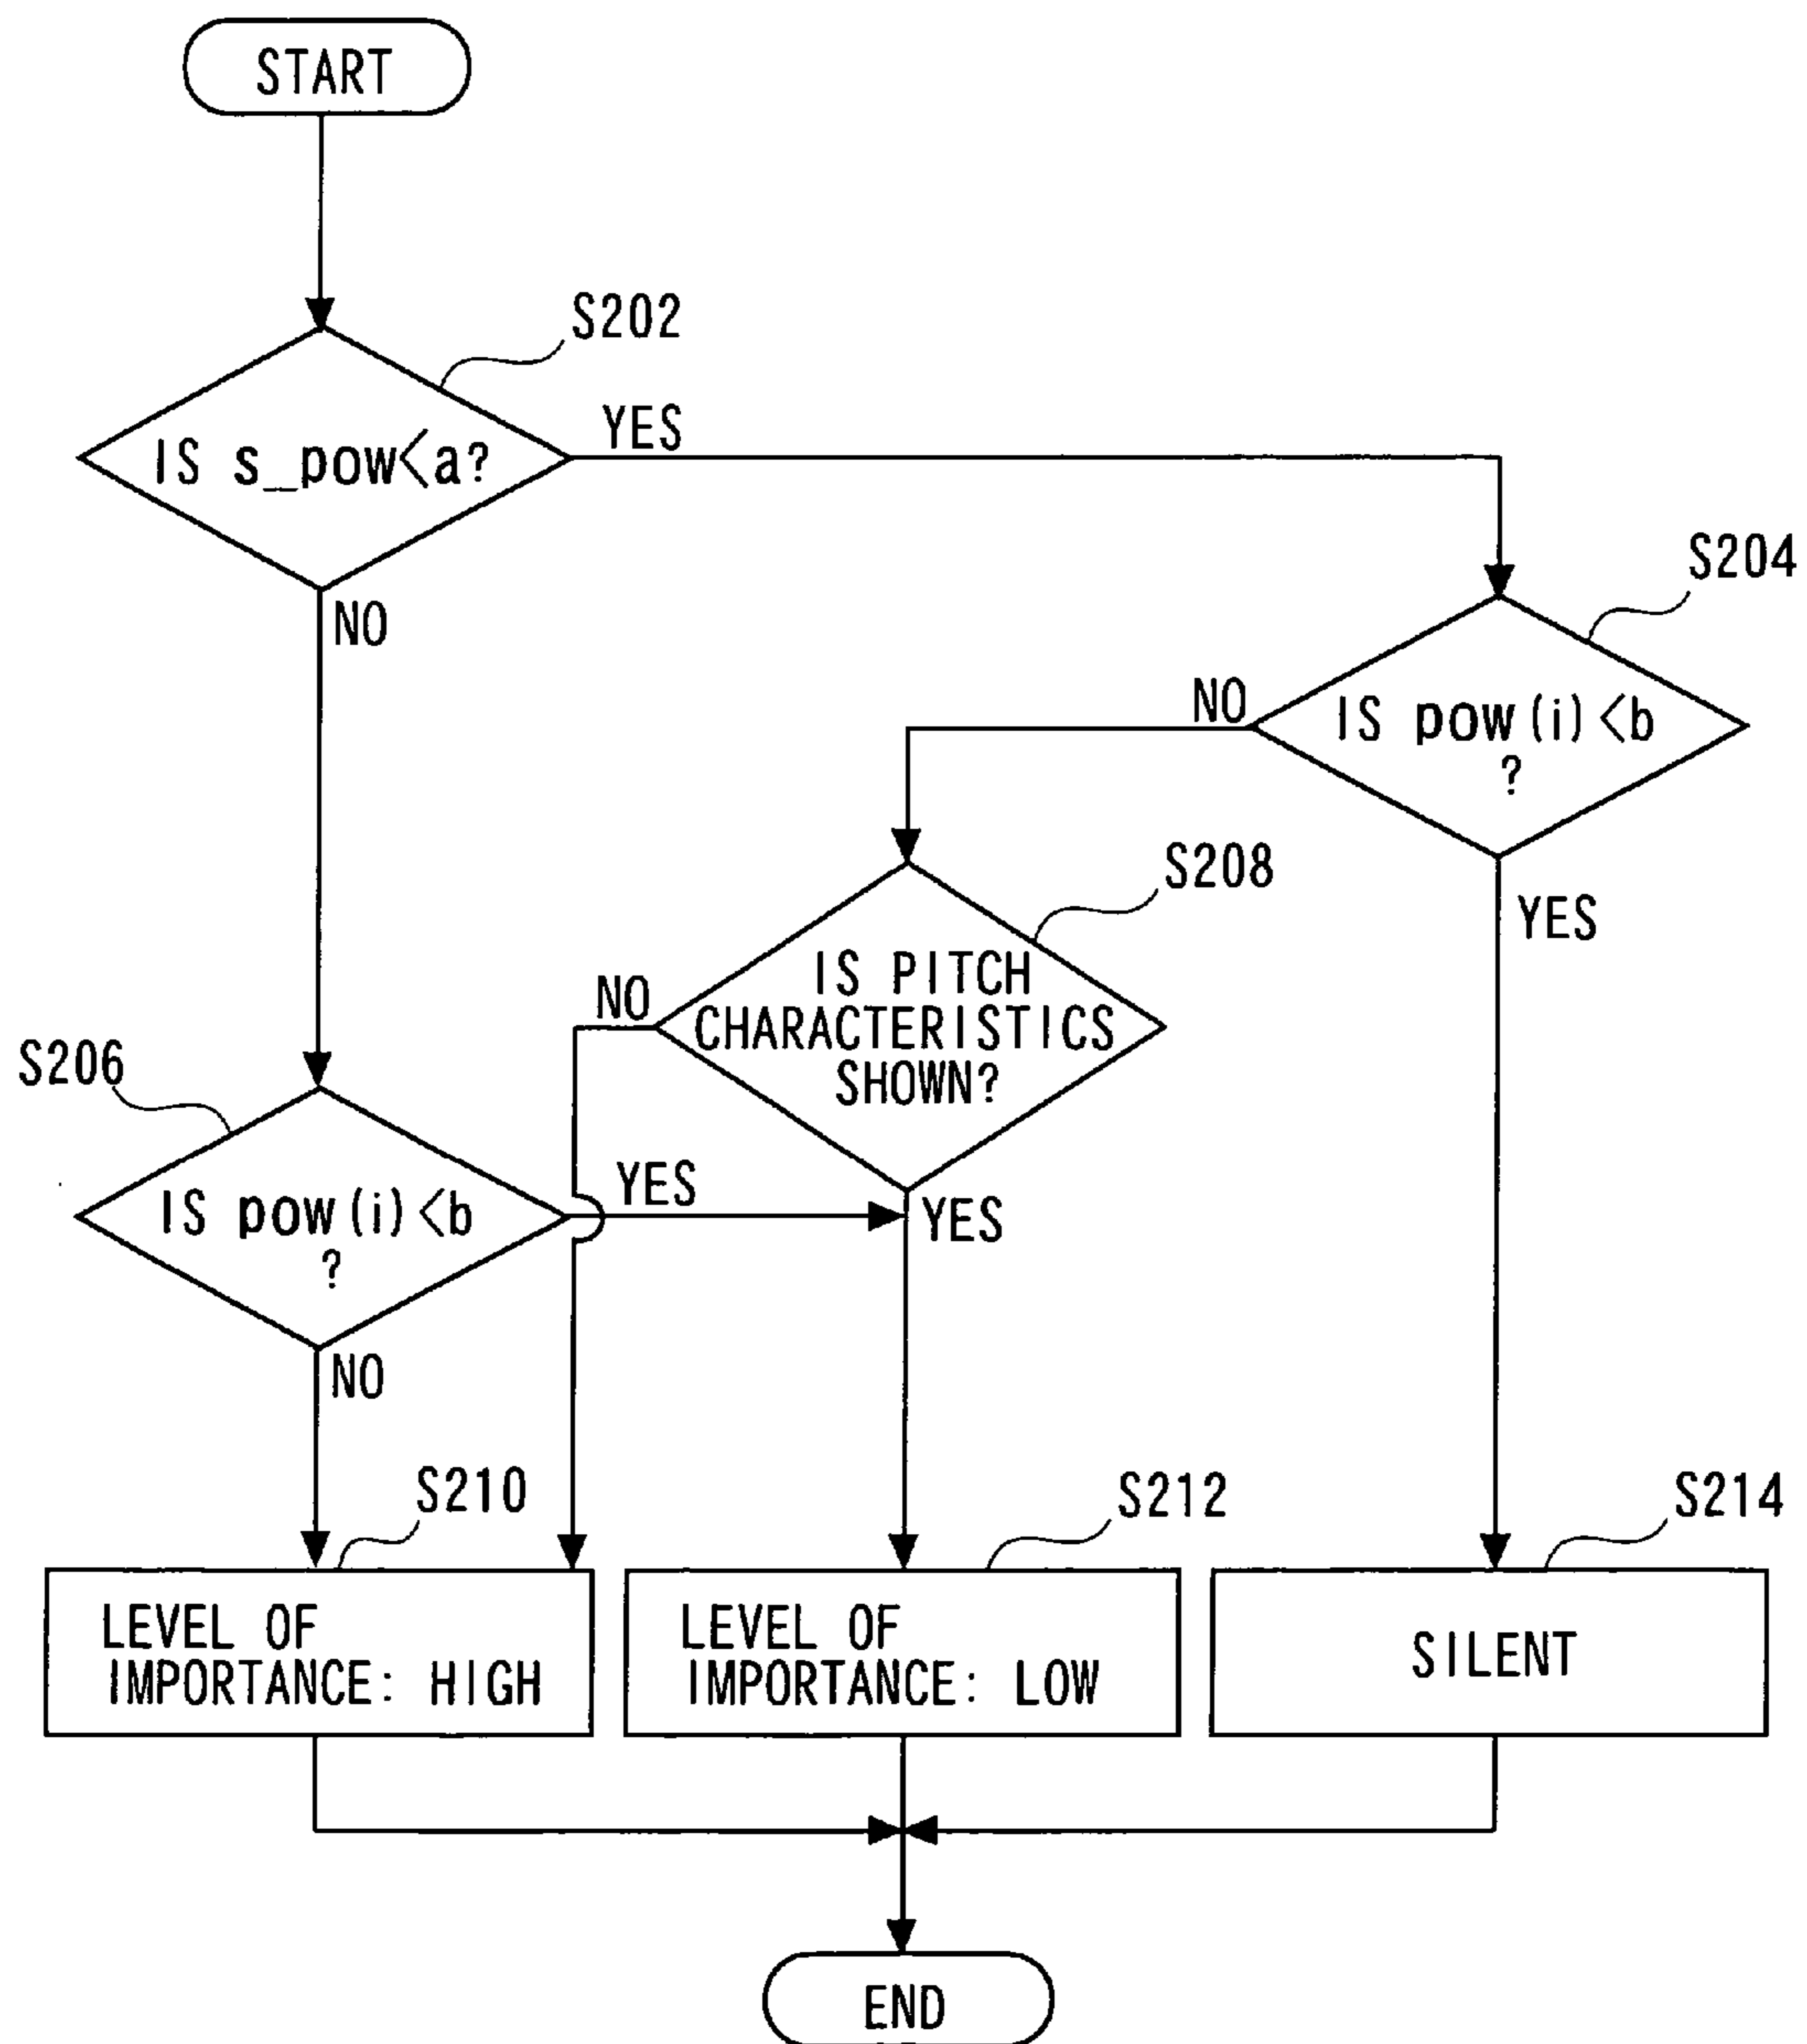 START
S202
IS s_pow<a?
YES
NO
S204
IS pow(i)<b
?
NO
YES
S208
IS PITCH
CHARACTERISTICS
SHOWN?
NO
YES
S206
IS pow(i)<b
?
YES
NO
S210
LEVEL OF
IMPORTANCE: HIGH
S212
LEVEL OF
IMPORTANCE: LOW
S214
SILENT
END